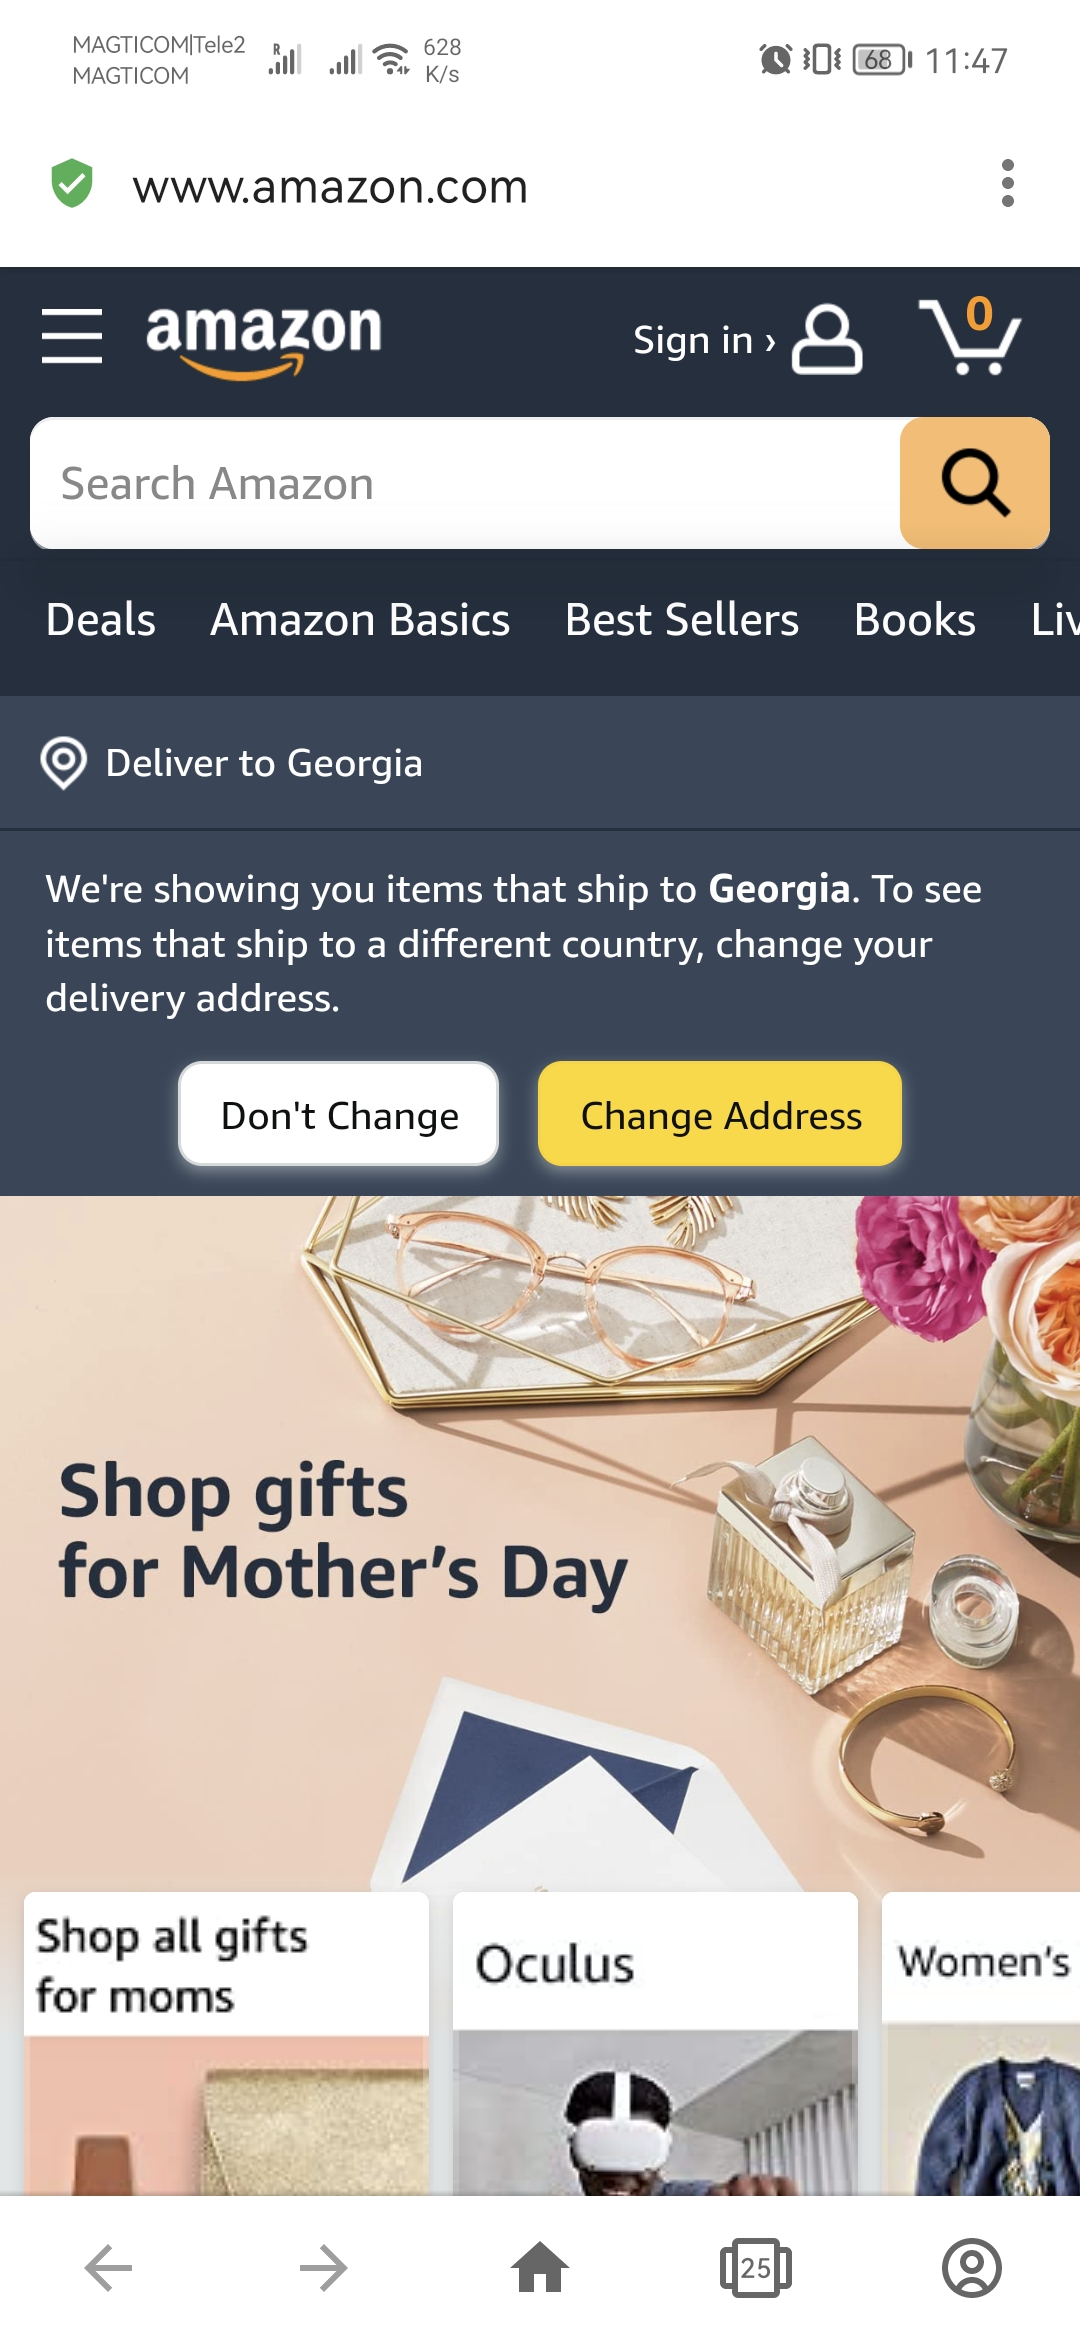 MAGTICOM|Tele2
MAGTICOM
R
628
K/s
68
11:47
www.amazon.com
amazon
Sign in ›
0
Search Amazon
Deals Amazon Basics Best Sellers Books Liv
Deliver to Georgia
We're showing you items that ship to Georgia. To see
items that ship to a different country, change your
delivery address.
Don't Change
Change Address
Shop gifts
for Mother’s Day
Shop all gifts
for moms
Oculus
Women’s
25